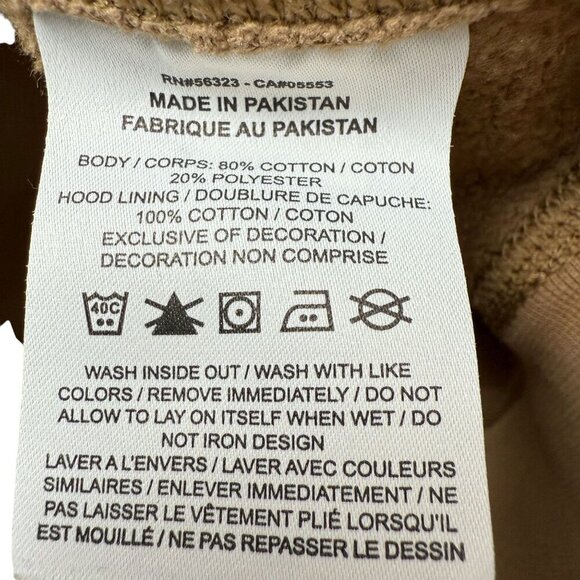 RN#56323 - CA#05553
MADE IN PAKISTAN
FABRIQUE AU PAKISTAN
BODY / CORPS: 80% COTTON / COTON
20% POLYESTER
HOOD LINING / DOUBLURE DE CAPUCHE:
100% COTTON / COTON
EXCLUSIVE OF DECORATION /
DECORATION NON COMPRISE
40C
WASH INSIDE OUT / WASH WITH LIKE
COLORS / REMOVE IMMEDIATELY / DO NOT
ALLOW TO LAY ON ITSELF WHEN WET / DO
NOT IRON DESIGN
LAVER A L'ENVERS / LAVER AVEC COULEURS
SIMILAIRES / ENLEVER IMMEDIATEMENT / NE
PAS LAISSER LE VÊTEMENT PLIÉ LORSQU'IL
EST MOUILLÉ / NE PAS REPASSER LE DESSIN